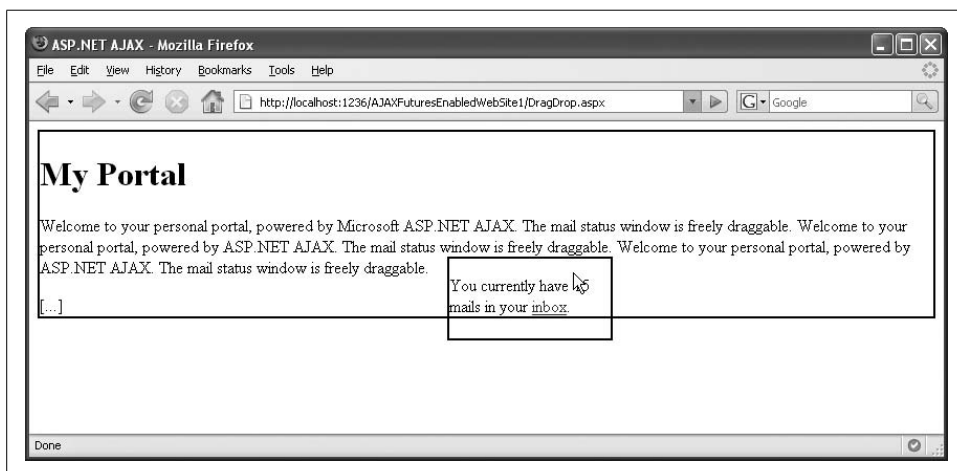 ASP.NET AJAX - Mozilla Firefox
File Edit View History Bookmarks Tools Help
http://localhost:1236/AJAXFuturesEnabledWebSite1/DragDrop.aspx
G Google
My Portal
Welcome to your personal portal, powered by Microsoft ASP.NET AJAX. The mail status window is freely draggable. Welcome to your
personal portal, powered by ASP.NET AJAX. The mail status window is freely draggable. Welcome to your personal portal, powered by
ASP.NET AJAX. The mail status window is freely draggable.
You currently have
mails in your inbox.
[...]
Done